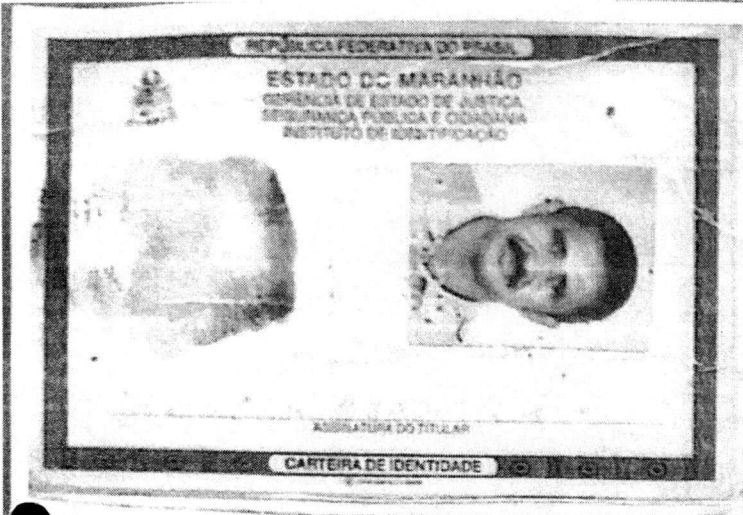 REPÚBLICA FEDERATIVA DO BRASIL
ESTADO DO MARANHÃO
GERÊNCIA DE ESTADO DE JUSTIÇA
SEGURANÇA PÚBLICA E CIDADANIA
INSTITUTO DE IDENTIFICAÇÃO
ASSINATURA DO TITULAR
CARTEIRA DE IDENTIDADE